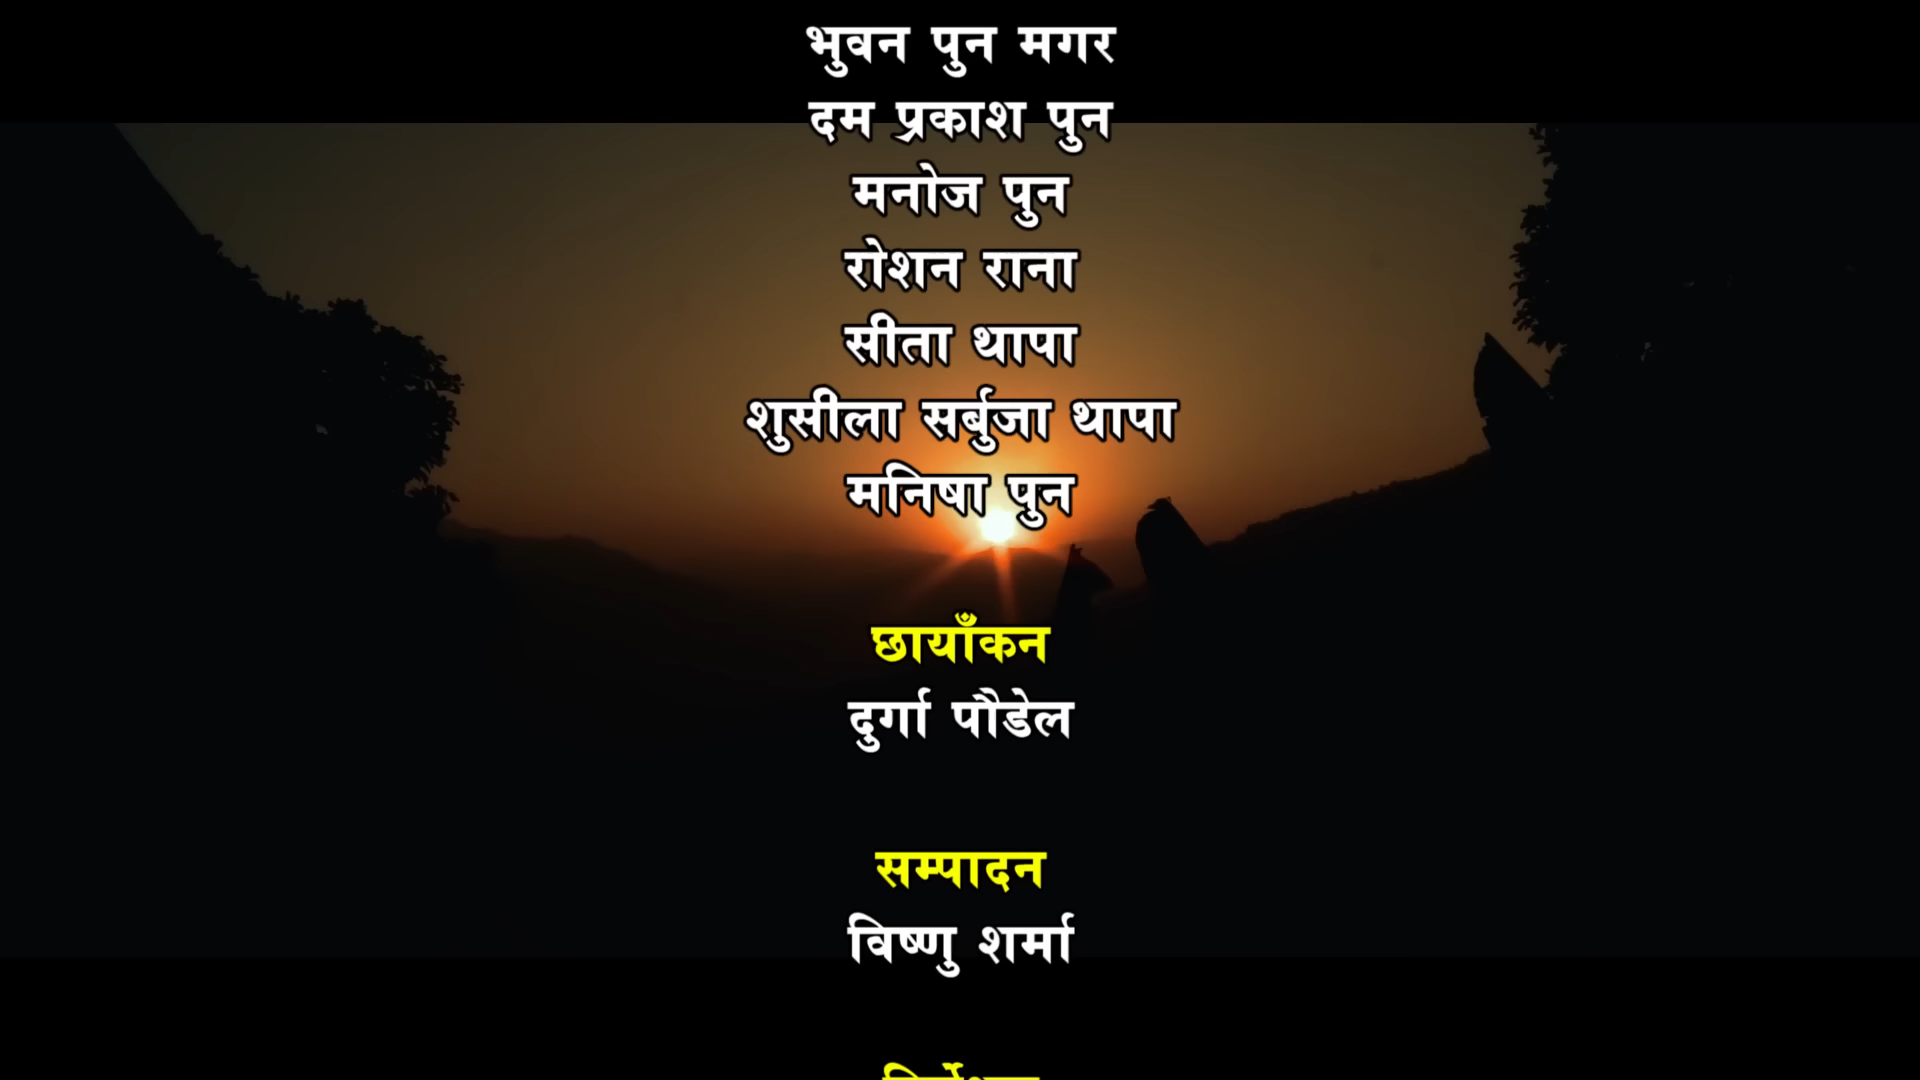 भुवन पुन मगर
दम प्रकाश पुन
मनोज पुन
रोशन राना
सीता थापा
शुसीला सर्बुजा थापा
मनिषा पुन
छायाँकन
दुर्गा पौडेल
सम्पादन
विष्णु शर्मा